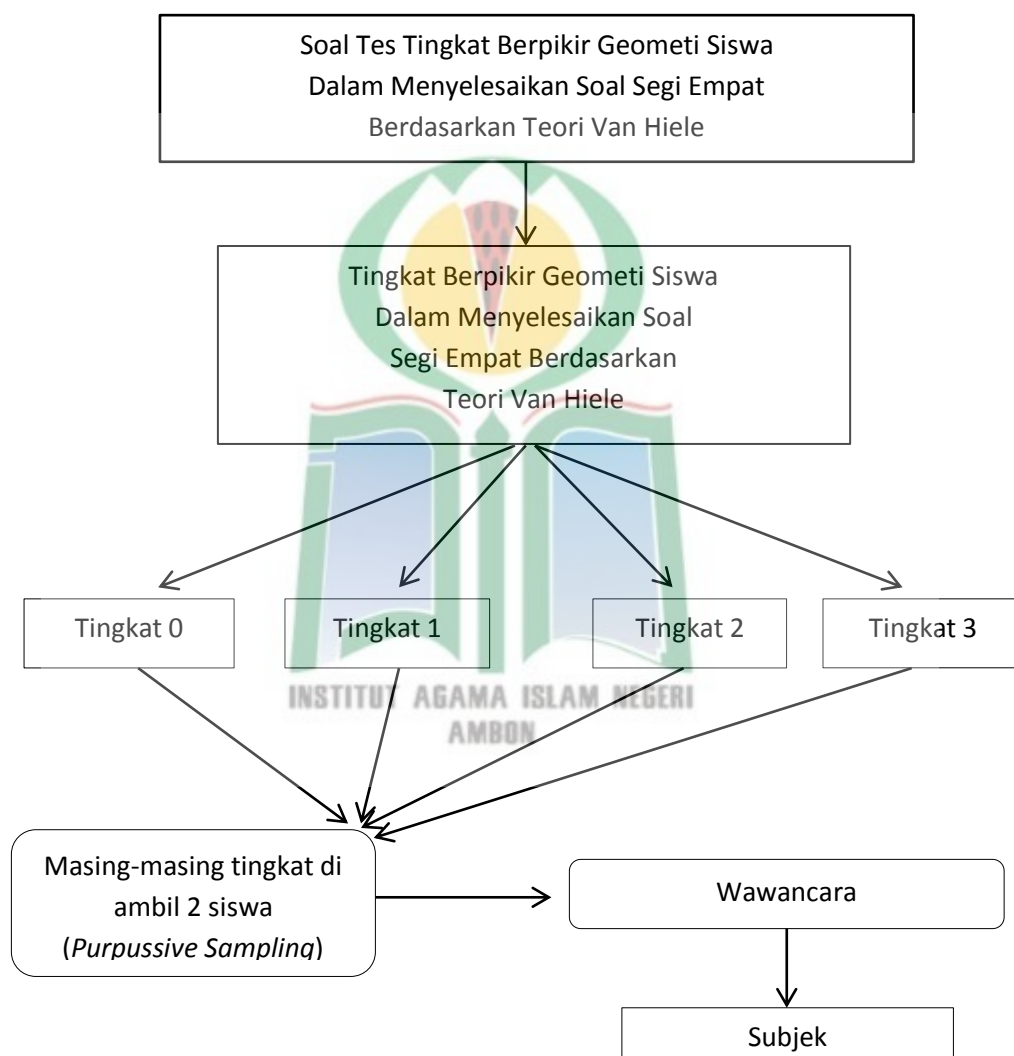 Soal Tes Tingkat Berpikir Geometi Siswa
Dalam Menyelesaikan Soal Segi Empat
Berdasarkan Teori Van Hiele
Tingkat Berpikir Geometi Siswa
Dalam Menyelesaikan Soal
Segi Empat Berdasarkan
Teori Van Hiele
Tingkat 0
Tingkat 1
Tingkat 2
Tingkat 3
INSTITUT AGAMA ISLAM NEGERI
AMBON
Masing-masing tingkat di
ambil 2 siswa
(Purpussive Sampling)
Wawancara
Subjek